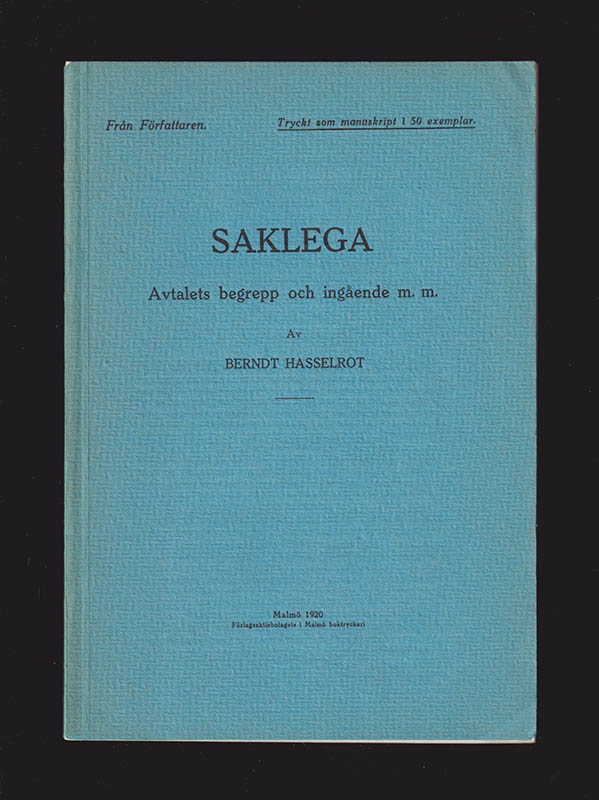 Från Författaren.
Tryckt som manuskript i 50 exemplar.
SAKLEGA
Avtalets begrepp och ingående m. m.
Av
BERNDT HASSELROT
Malmö 1920
Förlagsaktiebolagets i Malmö boktryckeri